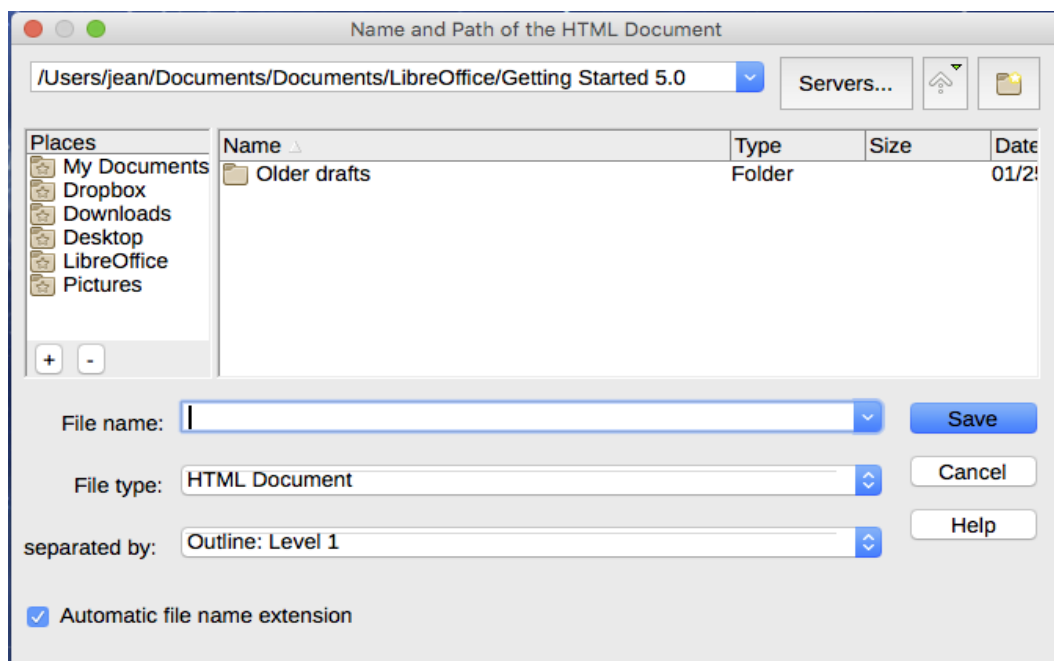 Name and Path of the HTML Document
/Users/jean/Documents/Documents/LibreOffice/Getting Started 5.0
Servers...
Places
Name Type Size Date
My Documents
Older drafts Folder 01/2
Dropbox
Downloads
Desktop
LibreOffice
Pictures
+ -
File name:
Save
File type: HTML Document
Cancel
separated by: Outline: Level 1
Help
Automatic file name extension